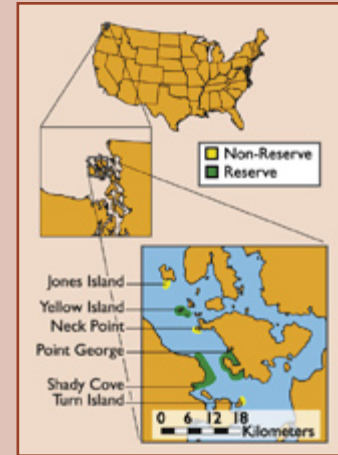 Non-Reserve
Reserve
Jones Island
Yellow Island
Neck Point
Point George
Shady Cove
Turn Island
0 6 12 18
Kilometers